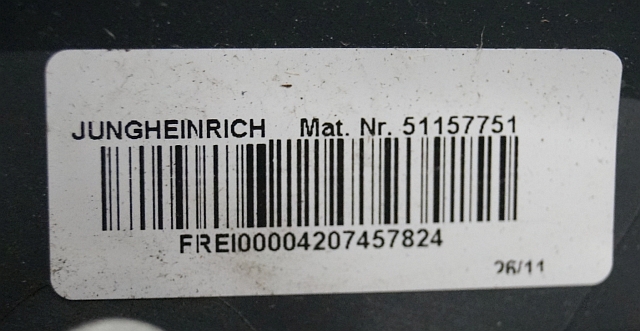 JUNGHEINRICH Mat. Nr. 51157751
FREI00004207457824
26/11